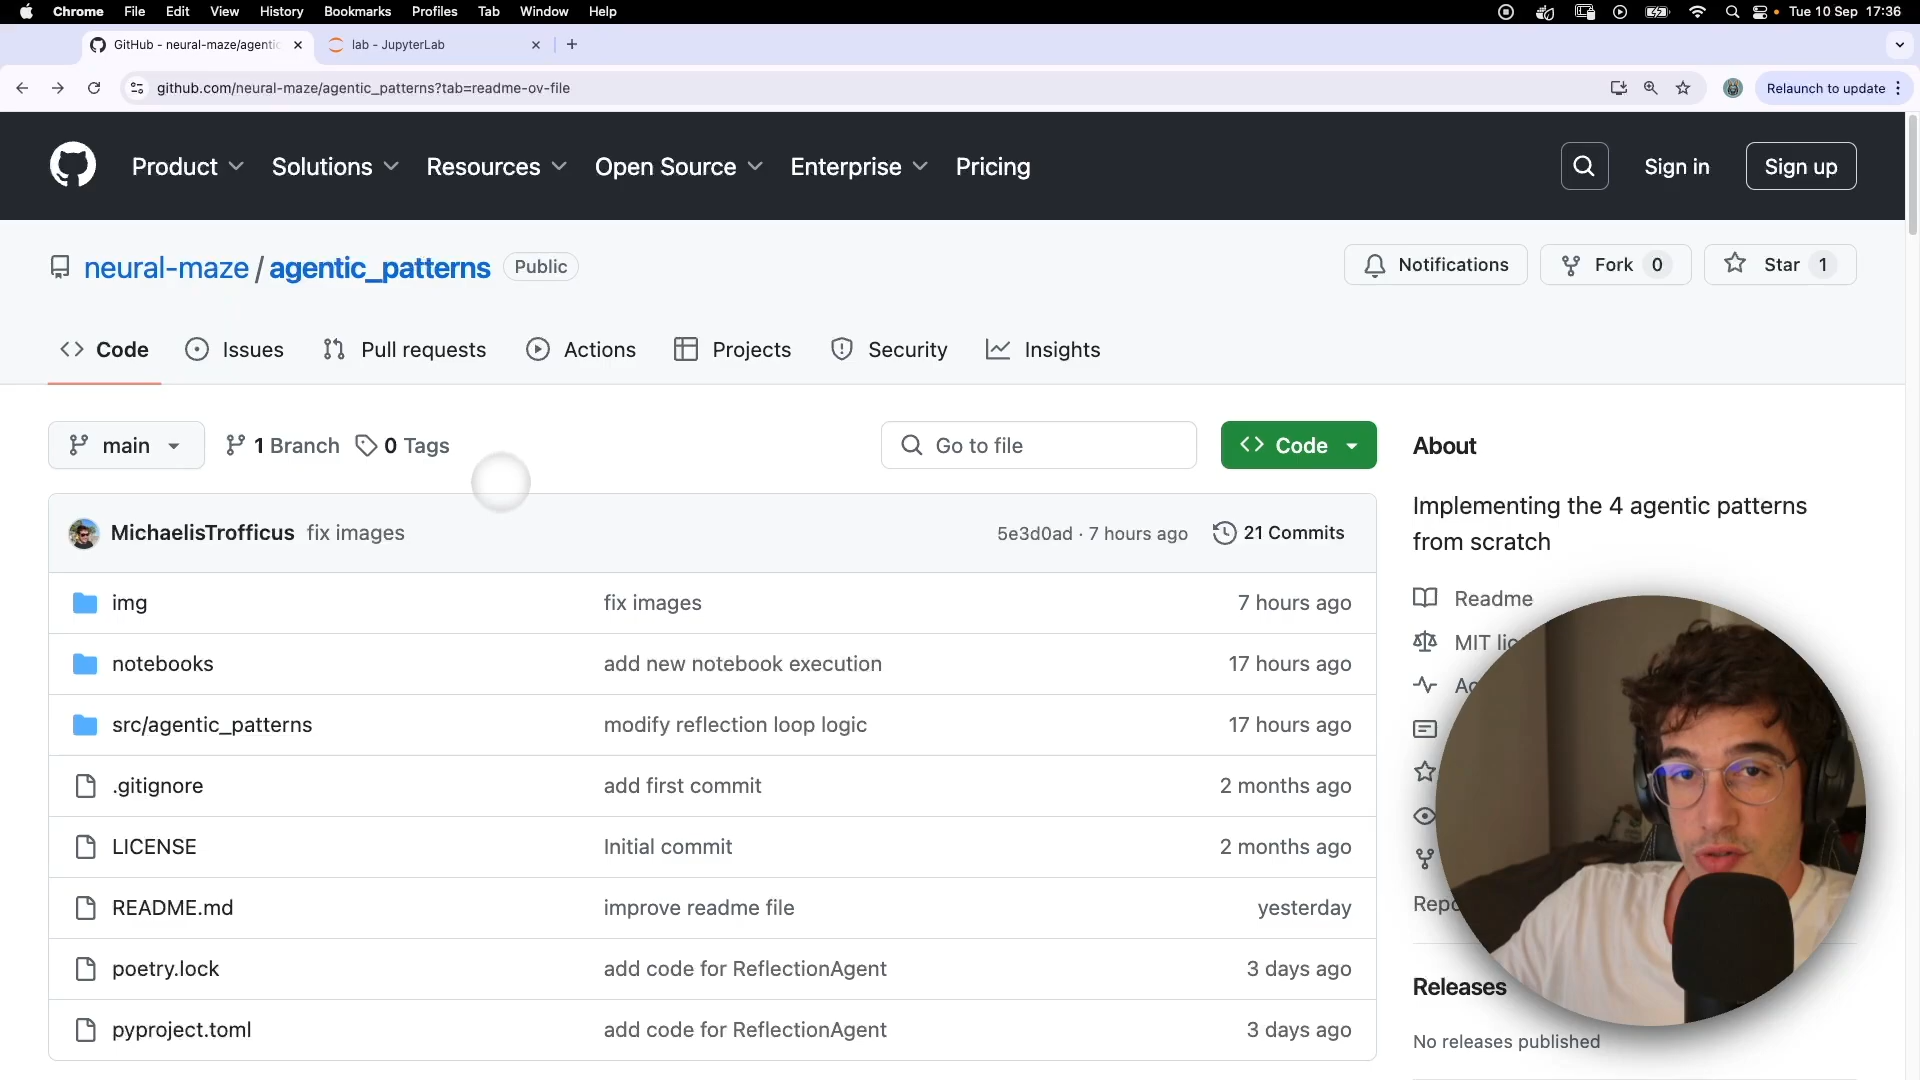 Chrome File Edit View History Bookmarks Profiles Tab Window Help Tue 10 Sep 17:36
GitHub - neural-maze/agentic lab - JupyterLab
github.com/neural-maze/agentic_patterns?tab=readme-ov-file Relaunch to update
Product Solutions Resources Open Source Enterprise Pricing Sign in Sign up
neural-maze / agentic_patterns Public Notifications Fork 0 Star 1
Code Issues Pull requests Actions Projects Security Insights
main 1 Branch 0 Tags Go to file Code
MichaelisTrofficus fix images 5e3d0ad · 7 hours ago 21 Commits
img fix images 7 hours ago
notebooks add new notebook execution 17 hours ago
src/agentic_patterns modify reflection loop logic 17 hours ago
.gitignore add first commit 2 months ago
LICENSE Initial commit 2 months ago
README.md improve readme file yesterday
poetry.lock add code for ReflectionAgent 3 days ago
pyproject.toml add code for ReflectionAgent 3 days ago
About
Implementing the 4 agentic patterns
from scratch
Readme
MIT
Releases
No releases published